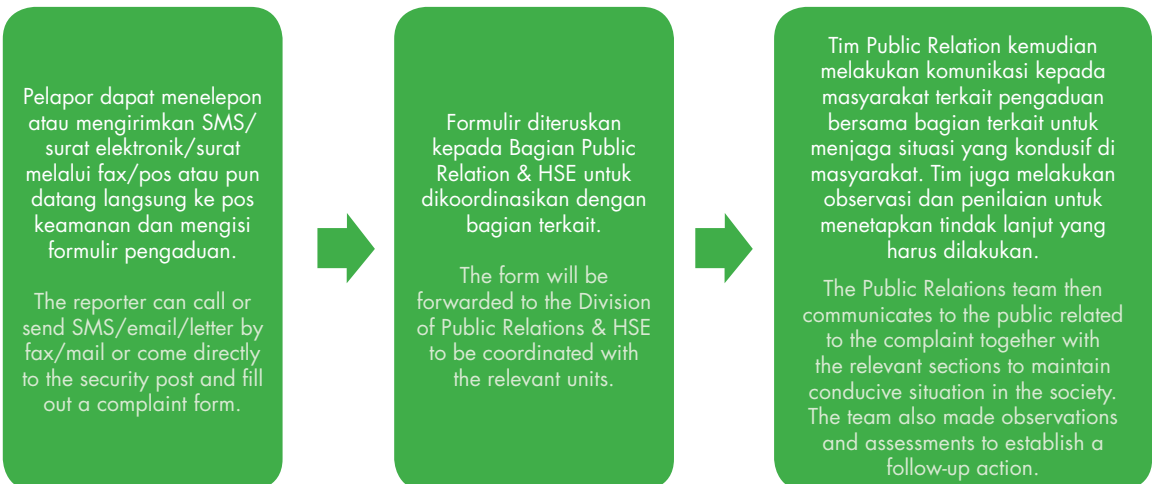 Pelapor dapat menelepon
atau mengirimkan SMS/
surat elektronik/surat
melalui fax/pos atau pun
datang langsung ke pos
keamanan dan mengisi
formulir pengaduan.
The reporter can call or
send SMS/email/letter by
fax/mail or come directly
to the security post and fill
out a complaint form.
Formulir diteruskan
kepada Bagian Public
Relation & HSE untuk
dikoordinasikan dengan
bagian terkait.
The form will be
forwarded to the Division
of Public Relations & HSE
to be coordinated with
the relevant units.
Tim Public Relation kemudian
melakukan komunikasi kepada
masyarakat terkait pengaduan
bersama bagian terkait untuk
menjaga situasi yang kondusif di
masyarakat. Tim juga melakukan
observasi dan penilaian untuk
menetapkan tindak lanjut yang
harus dilakukan.
The Public Relations team then
communicates to the public related
to the complaint together with
the relevant sections to maintain
conducive situation in the society.
The team also made observations
and assessments to establish a
follow-up action.